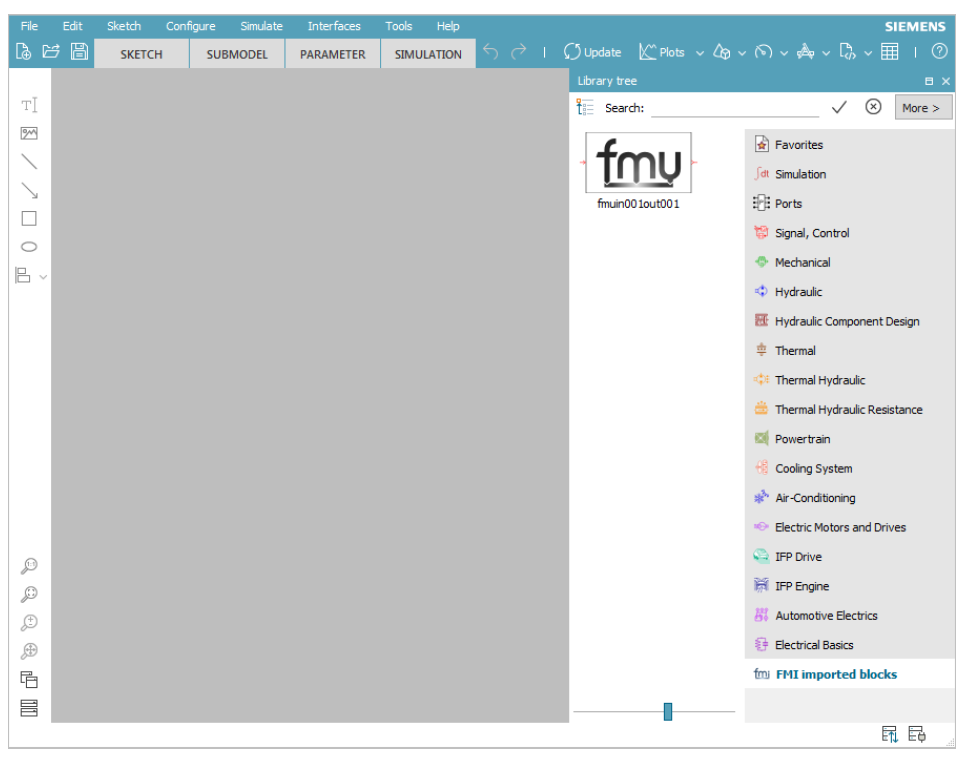 File Edit Sketch Configure Simulate Interfaces Tools Help SIEMENS
SKETCH SUBMODEL PARAMETER SIMULATION Update Plots
Library tree
Search: More >
fmu
fmuin001out001
Favorites
∫dt Simulation
Ports
Signal, Control
Mechanical
Hydraulic
Hydraulic Component Design
Thermal
Thermal Hydraulic
Thermal Hydraulic Resistance
Powertrain
Cooling System
Air-Conditioning
Electric Motors and Drives
IFP Drive
IFP Engine
Automotive Electrics
Electrical Basics
fmu FMI imported blocks